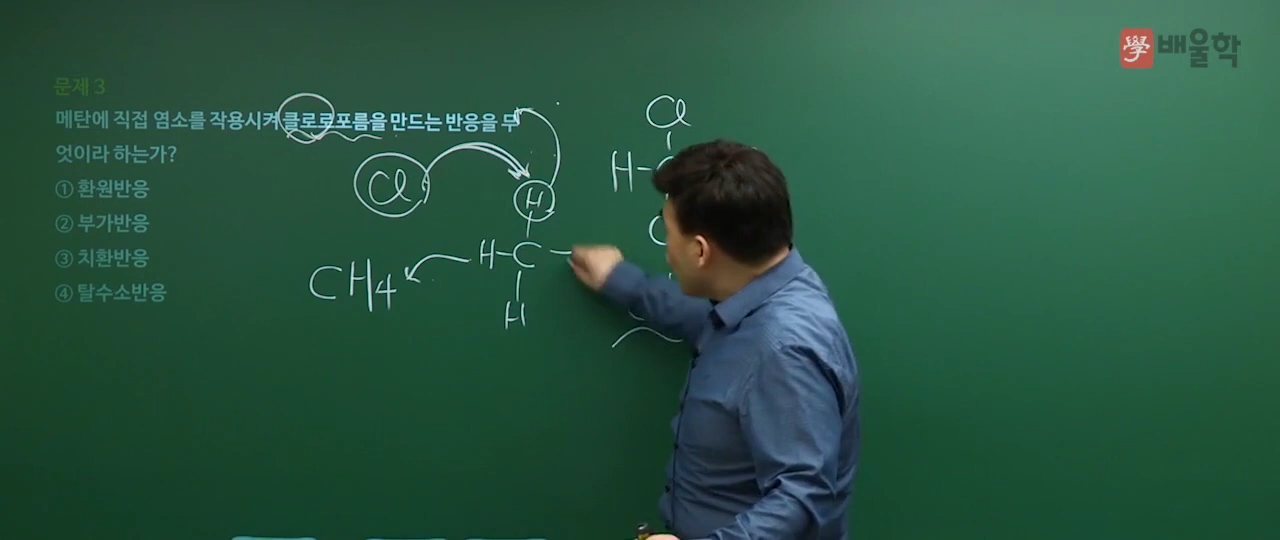 學 배울학
문제 3
메탄에 직접 염소를 작용시켜 클로로포름을 만드는 반응을 무
엇이라 하는가?
① 환원반응
② 부가반응
③ 치환반응
④ 탈수소반응
Cl
H
H-C
H
CH4
Cl
H-